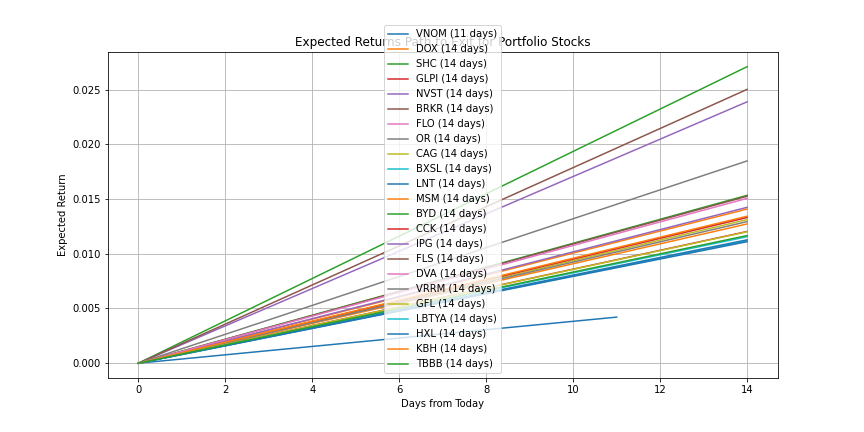 Expected Returns Path to Exit for Portfolio Stocks
VNOM (11 days)
DOX (14 days)
SHC (14 days)
GLPI (14 days)
NVST (14 days)
BRKR (14 days)
FLO (14 days)
OR (14 days)
CAG (14 days)
BXSL (14 days)
LNT (14 days)
MSM (14 days)
BYD (14 days)
CCK (14 days)
IPG (14 days)
FLS (14 days)
DVA (14 days)
VRRM (14 days)
GFL (14 days)
LBTYA (14 days)
HXL (14 days)
KBH (14 days)
TBBB (14 days)
Expected Return
0.025
0.020
0.015
0.010
0.005
0.000
0
2
4
6
8
10
12
14
Days from Today